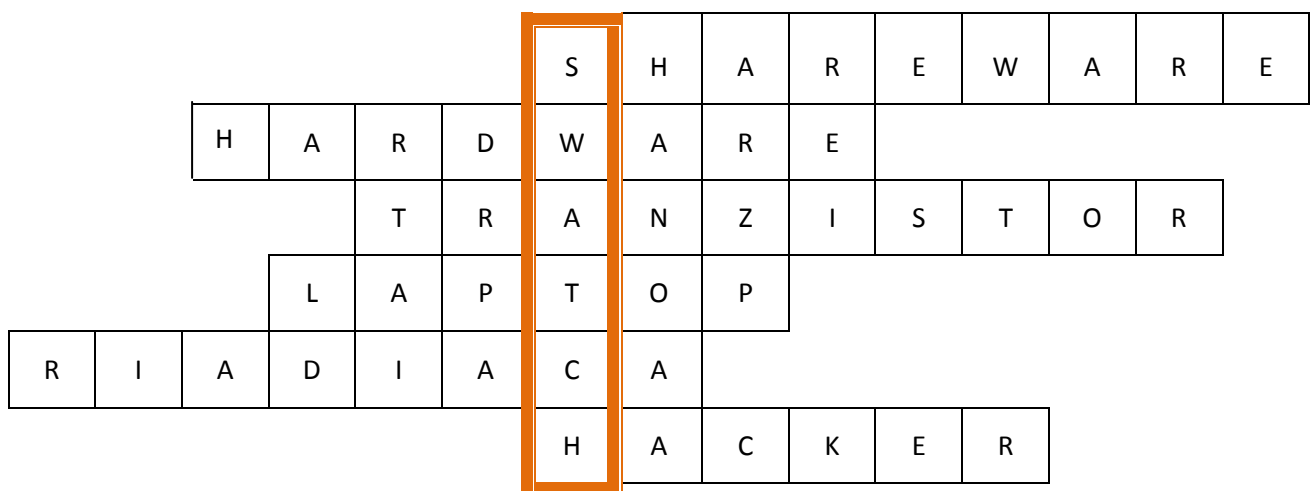 SHAREWARE
HARDWARE
TRANZISTOR
LAPTOP
RIADIACA
HACKER